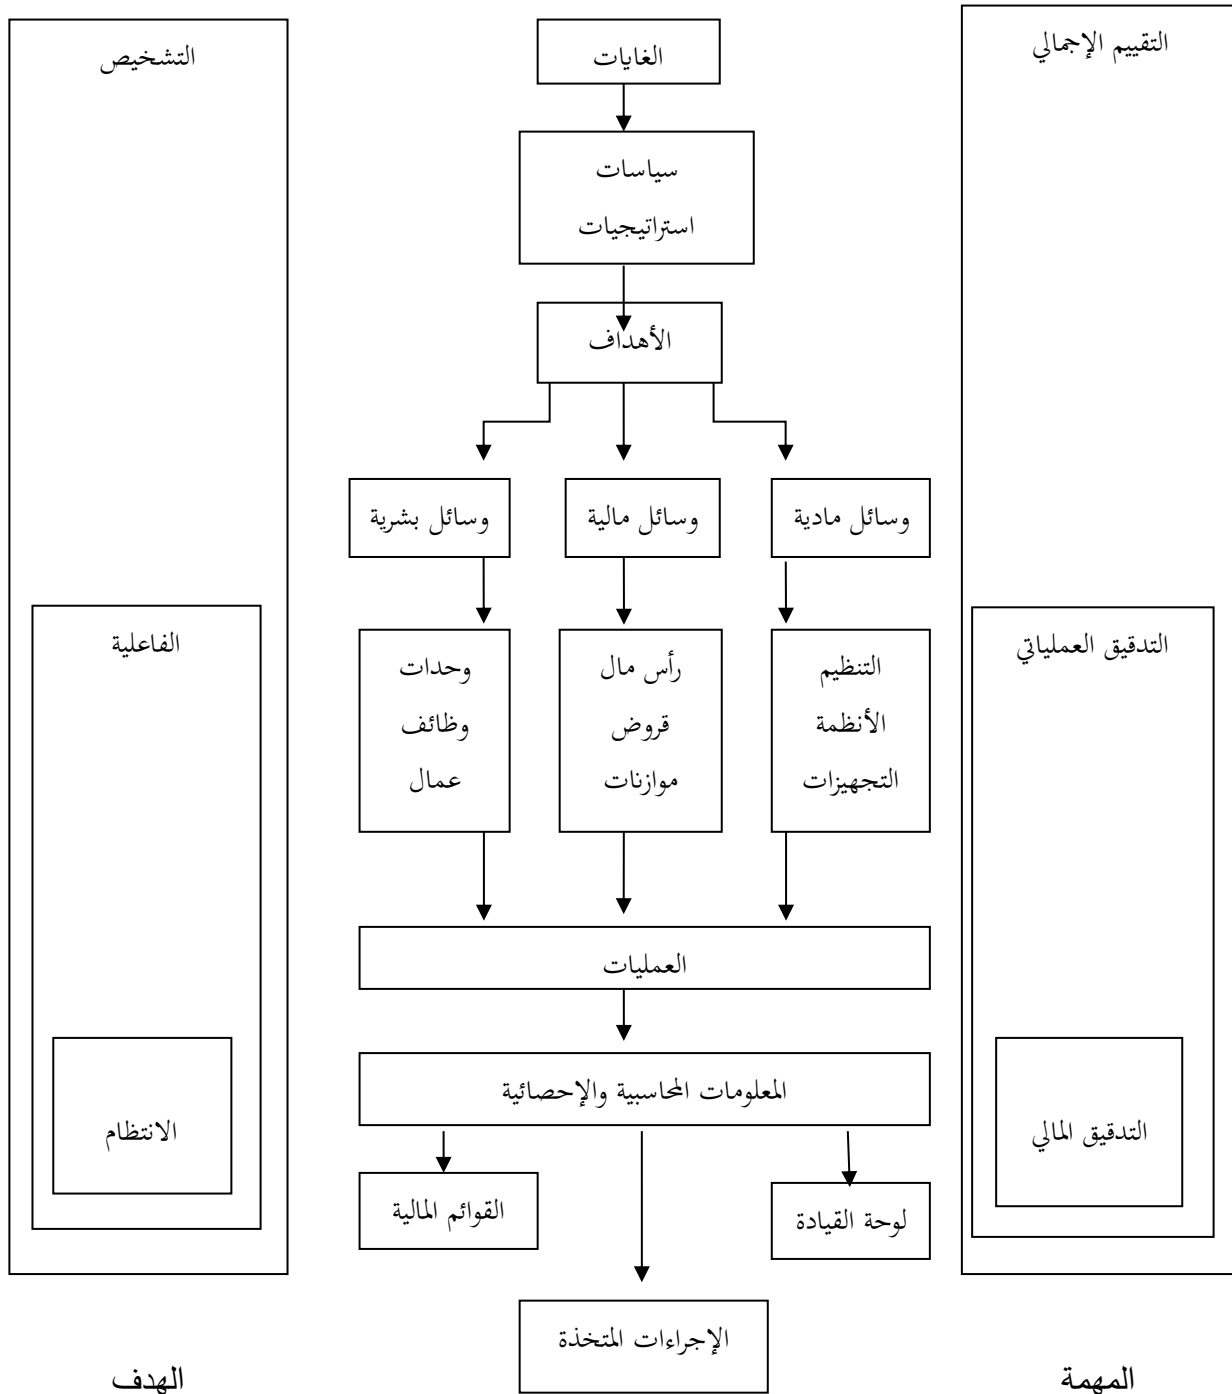 التقييم الإجمالي
الغايات
التشخيص
سياسات
استراتيجيات
الأهداف
وسائل مادية
وسائل مالية
وسائل بشرية
التدقيق العملياتي
التنظيم
الأنظمة
التجهيزات
رأس مال
قروض
موازنات
وحدات
وظائف
عمال
الفاعلية
العمليات
المعلومات المحاسبية والإحصائية
التدقيق المالي
الانتظام
لوحة القيادة
القوائم المالية
الإجراءات المتخذة
المهمة
الهدف